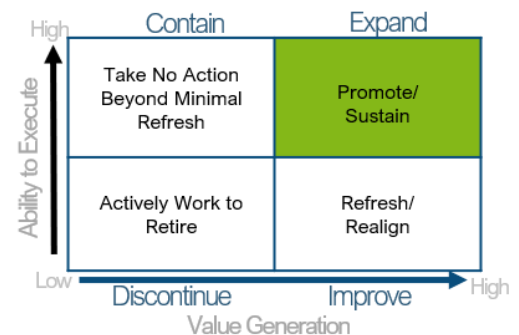 Contain
Expand
High
Take No Action
Beyond Minimal
Refresh
Promote/
Sustain
Ability to Execute
Actively Work to
Retire
Refresh/
Realign
Low
High
Discontinue
Improve
Value Generation